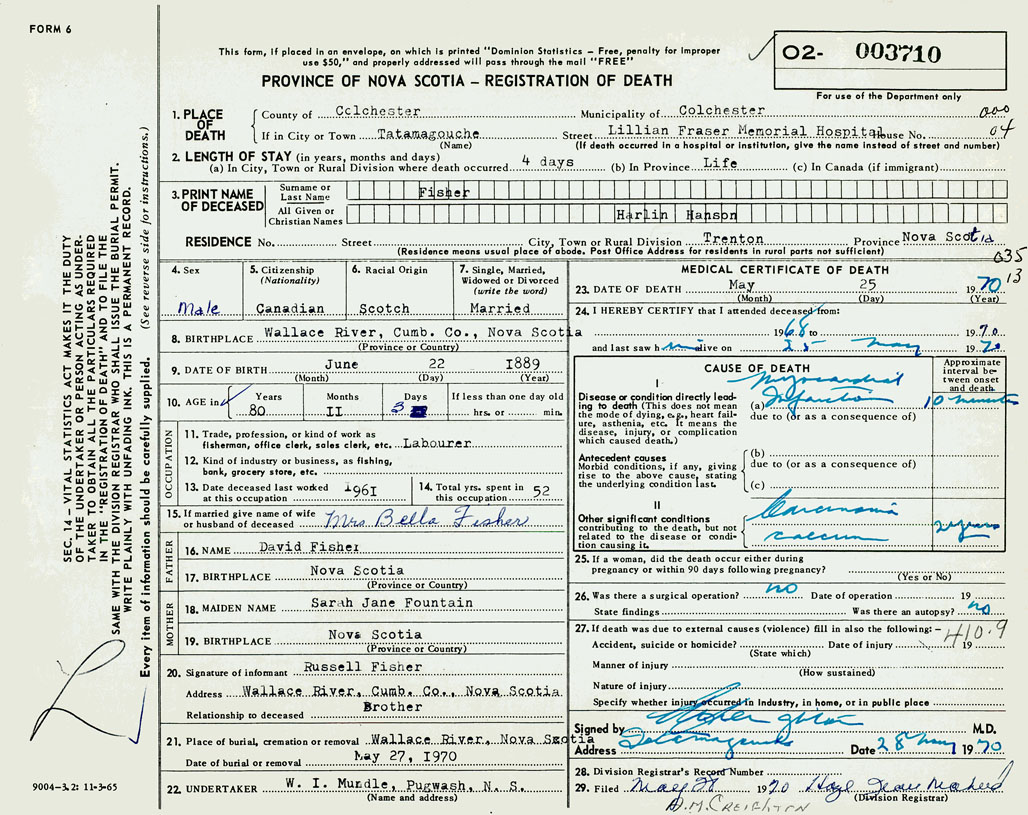 FORM 6
This form, if placed in an envelope, on which is printed "Dominion Statistics – Free, penalty for improper
use $50," and properly addressed will pass through the mail "FREE"
PROVINCE OF NOVA SCOTIA – REGISTRATION OF DEATH
O2- 003710
For use of the Department only
1. PLACE OF DEATH
County of Colchester Municipality of Colchester 000
If in City or Town Tatamagouche Street Lillian Fraser Memorial Hospital House No. 04
(Name) (If death occurred in a hospital or institution, give the name instead of street and number)
2. LENGTH OF STAY (in years, months and days)
(a) In City, Town or Rural Division where death occurred 4 days (b) In Province Life (c) In Canada (if immigrant)
3. PRINT NAME OF DECEASED
Surname or Last Name Fisher
All Given or Christian Names Harlin Hanson
RESIDENCE No. Street City, Town or Rural Division Trenton Province Nova Scotia
(Residence means usual place of abode. Post Office Address for residents in rural parts not sufficient)
035
13
4. Sex Male
5. Citizenship (Nationality) Canadian
6. Racial Origin Scotch
7. Single, Married, Widowed or Divorced (write the word) Married
8. BIRTHPLACE Wallace River, Cumb. Co., Nova Scotia
(Province or Country)
9. DATE OF BIRTH June 22 1889
(Month) (Day) (Year)
10. AGE in Years Months Days If less than one day old
80 II 3 hrs. or min.
OCCUPATION
11. Trade, profession, or kind of work as
fisherman, office clerk, sales clerk, etc. Labourer
12. Kind of industry or business, as fishing,
bank, grocery store, etc.
13. Date deceased last worked at this occupation 1961
14. Total yrs. spent in this occupation 52
15. If married give name of wife or husband of deceased Mrs Bella Fisher
FATHER
16. NAME David Fisher
17. BIRTHPLACE Nova Scotia
(Province or Country)
MOTHER
18. MAIDEN NAME Sarah Jane Fountain
19. BIRTHPLACE Nova Scotia
(Province or Country)
20. Signature of informant Russell Fisher
Address Wallace River, Cumb. Co., Nova Scotia
Relationship to deceased Brother
21. Place of burial, cremation or removal Wallace River, Nova Scotia
Date of burial or removal May 27, I970
22. UNDERTAKER W. I. Mundle, Pugwash, N. S.
(Name and address)
MEDICAL CERTIFICATE OF DEATH
23. DATE OF DEATH May 25 1970
(Month) (Day) (Year)
24. I HEREBY CERTIFY that I attended deceased from:
1968 to 1970
and last saw him alive on 25 May 1970
CAUSE OF DEATH
Approximate interval between onset and death
I
Disease or condition directly leading to death (This does not mean the mode of dying, e.g., heart failure, asthenia, etc. It means the disease, injury, or complication which caused death.)
Myocardial
(a) Infarction 10 minutes
due to (or as a consequence of)
Antecedent causes
Morbid conditions, if any, giving rise to the above cause, stating the underlying condition last.
(b)
due to (or as a consequence of)
(c)
II
Other significant conditions contributing to the death, but not related to the disease or condition causing it.
Carcinoma
caecum 2 years
25. If a woman, did the death occur either during
pregnancy or within 90 days following pregnancy?
(Yes or No)
26. Was there a surgical operation? no Date of operation 19
State findings Was there an autopsy? no
27. If death was due to external causes (violence) fill in also the following: – 410.9
Accident, suicide or homicide? Date of injury 19
(State which)
Manner of injury
(How sustained)
Nature of injury
Specify whether injury occurred in Industry, in home, or in public place
Signed by M.D.
Address Tatamagouche Date 28 May 1970
28. Division Registrar's Record Number
29. Filed May 28 1970
(Division Registrar)
D.M. CREIGHTON
SEC. 14 – VITAL STATISTICS ACT MAKES IT THE DUTY
OF THE UNDERTAKER OR PERSON ACTING AS UNDER-
TAKER TO OBTAIN ALL THE PARTICULARS REQUIRED
IN THE "REGISTRATION OF DEATH" AND TO FILE THE
SAME WITH THE DIVISION REGISTRAR WHO SHALL ISSUE THE BURIAL PERMIT.
WRITE PLAINLY WITH UNFADING INK. THIS IS A PERMANENT RECORD.
Every item of information should be carefully supplied. (See reverse side for instructions.)
9004–3.2: 11-3-65